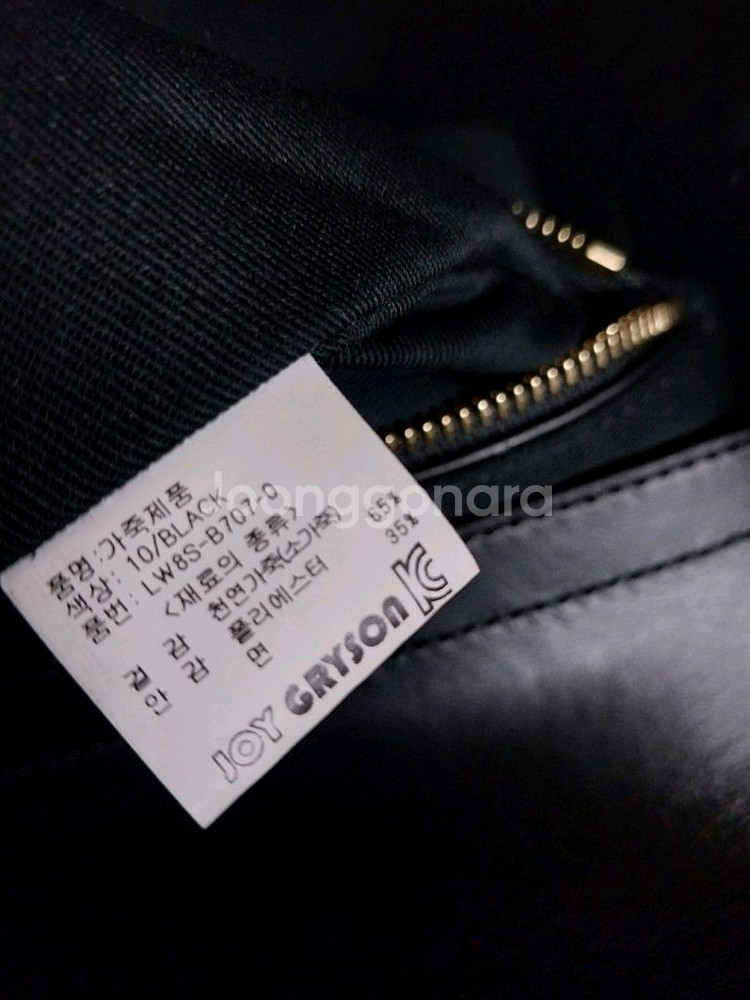 품명:가죽제품
색상:10/BLACK
품번:LW8S-B707-0
<재료의 종류>
겉감 천연가죽(소가죽)
안감 폴리에스터 65%
면 35%
JOY GRYSON
KC
Joonggonara